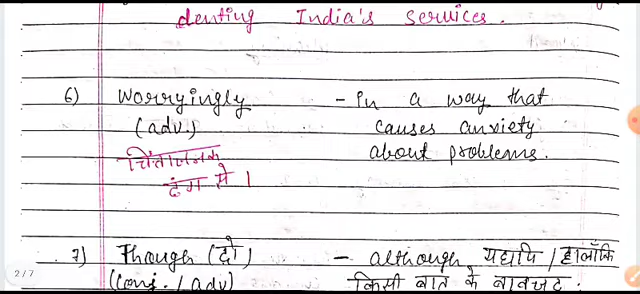 denting India's services.
6) Worryingly - In a way that
(adv.) causes anxiety
चिंताजनक about problems.
ढंग से।
7) Though (दो) - although, यद्यपि / हालाँकि
(conj. / adv) किसी बात के बावजूद.
2/7